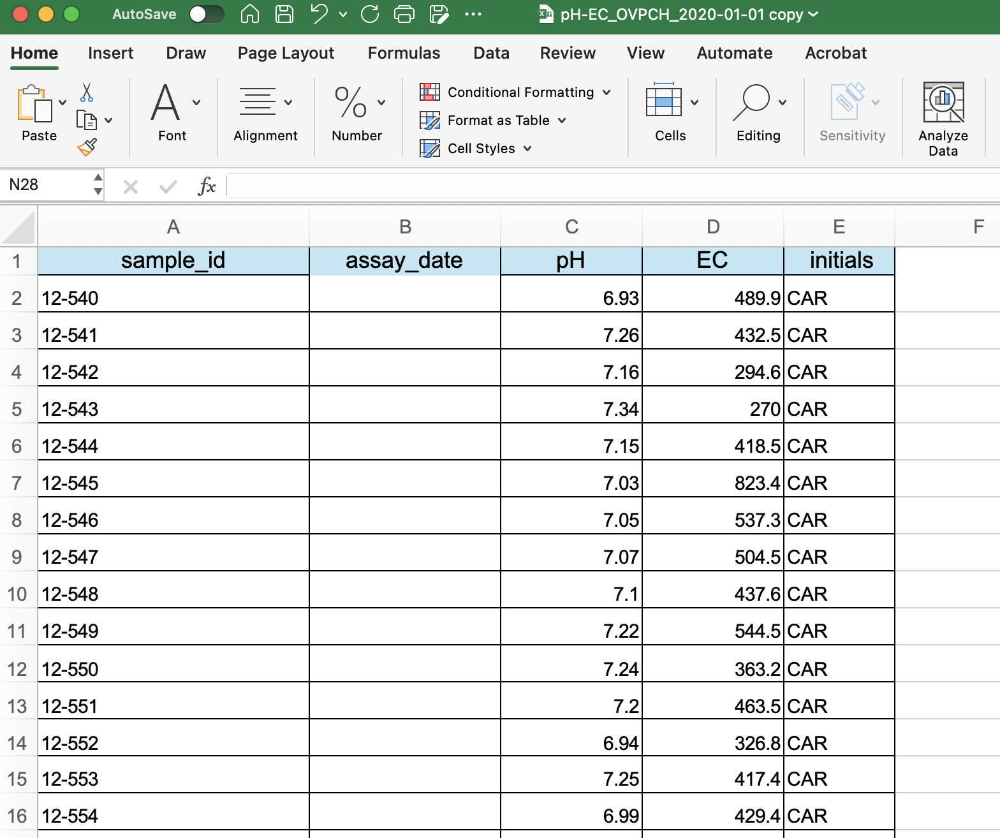 AutoSave pH-EC_OVPCH_2020-01-01 copy
Home Insert Draw Page Layout Formulas Data Review View Automate Acrobat
Paste Font Alignment Number Conditional Formatting Format as Table Cell Styles Cells Editing Sensitivity Analyze Data
N28 fx
A B C D E F
1 sample_id assay_date pH EC initials
2 12-540 6.93 489.9 CAR
3 12-541 7.26 432.5 CAR
4 12-542 7.16 294.6 CAR
5 12-543 7.34 270 CAR
6 12-544 7.15 418.5 CAR
7 12-545 7.03 823.4 CAR
8 12-546 7.05 537.3 CAR
9 12-547 7.07 504.5 CAR
10 12-548 7.1 437.6 CAR
11 12-549 7.22 544.5 CAR
12 12-550 7.24 363.2 CAR
13 12-551 7.2 463.5 CAR
14 12-552 6.94 326.8 CAR
15 12-553 7.25 417.4 CAR
16 12-554 6.99 429.4 CAR